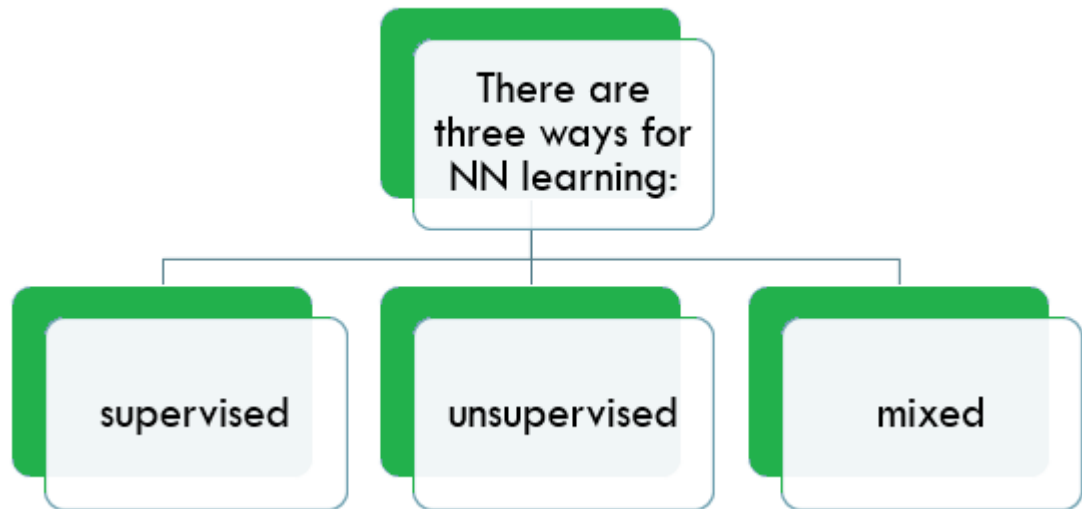 There are
three ways for
NN learning:
supervised
unsupervised
mixed